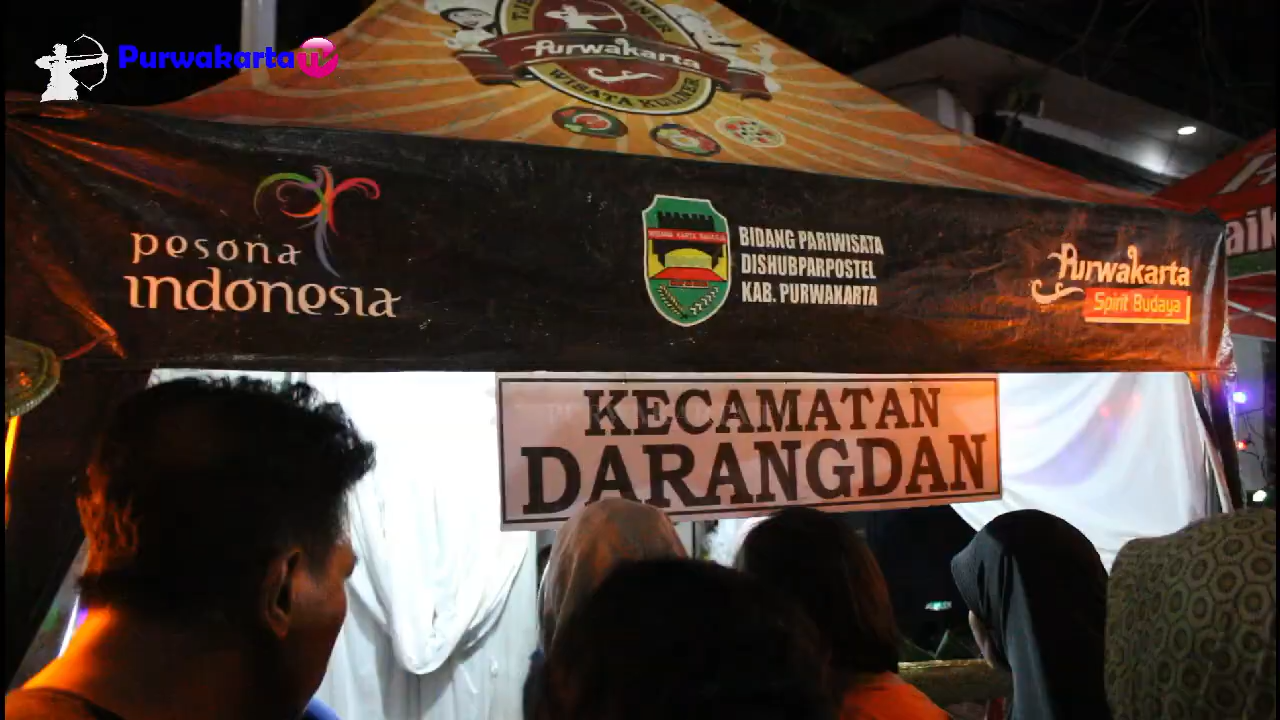 Purwakarta TV
Purwakarta
WISATA KULINER
pesona
indonesia
BIDANG PARIWISATA
DISHUBPARPOSTEL
KAB. PURWAKARTA
Purwakarta
Spirit Budaya
KECAMATAN
DARANGDAN